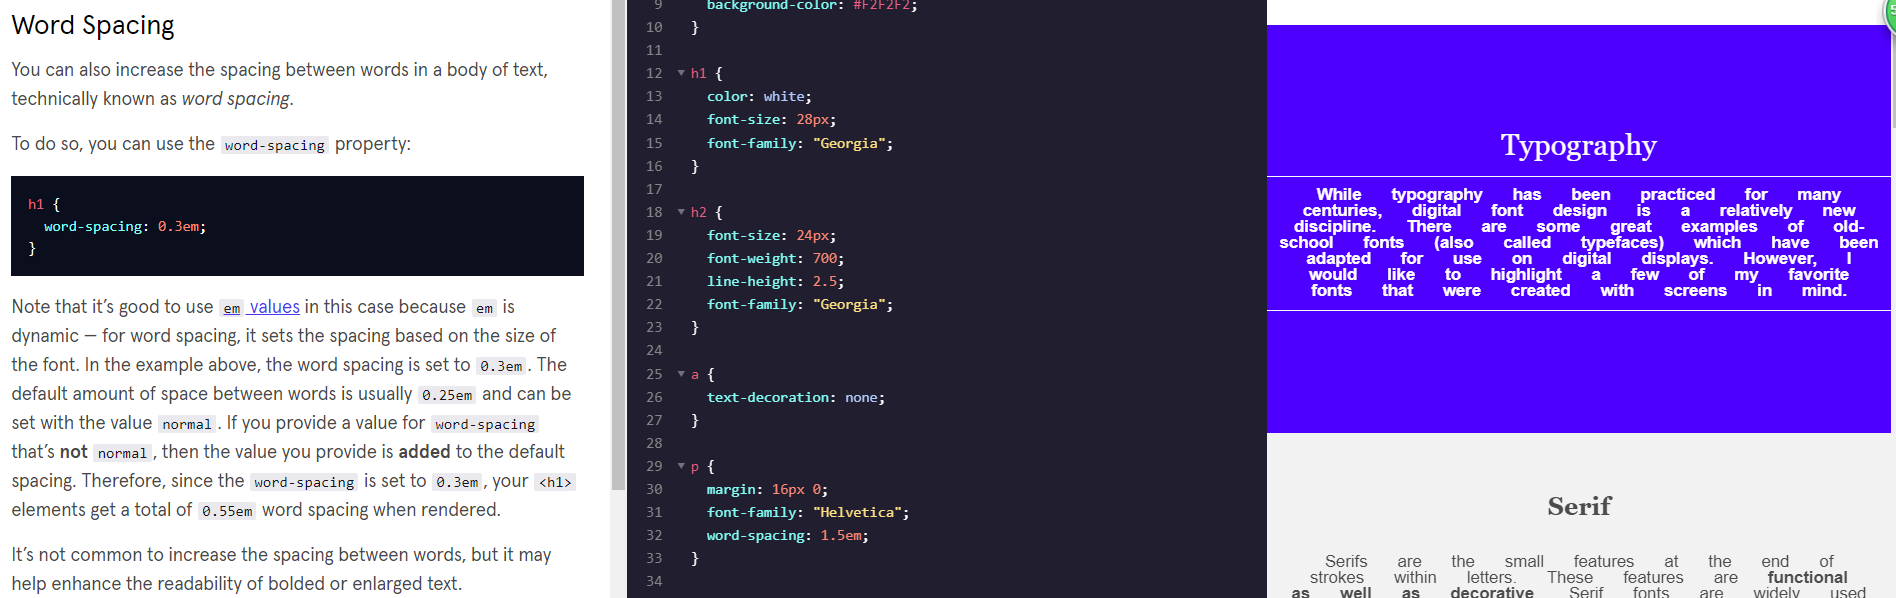 Word Spacing
You can also increase the spacing between words in a body of text,
technically known as word spacing.
To do so, you can use the word-spacing property:
h1 {
word-spacing: 0.3em;
}
Note that it’s good to use em values in this case because em is
dynamic — for word spacing, it sets the spacing based on the size of
the font. In the example above, the word spacing is set to 0.3em. The
default amount of space between words is usually 0.25em and can be
set with the value normal. If you provide a value for word-spacing
that’s not normal, then the value you provide is added to the default
spacing. Therefore, since the word-spacing is set to 0.3em, your <h1>
elements get a total of 0.55em word spacing when rendered.
It’s not common to increase the spacing between words, but it may
help enhance the readability of bolded or enlarged text.
9 background-color: #F2F2F2;
10 }
11
12 h1 {
13 color: white;
14 font-size: 28px;
15 font-family: "Georgia";
16 }
17
18 h2 {
19 font-size: 24px;
20 font-weight: 700;
21 line-height: 2.5;
22 font-family: "Georgia";
23 }
24
25 a {
26 text-decoration: none;
27 }
28
29 p {
30 margin: 16px 0;
31 font-family: "Helvetica";
32 word-spacing: 1.5em;
33 }
34
Typography
While typography has been practiced for many
centuries, digital font design is a relatively new
discipline. There are some great examples of old-
school fonts (also called typefaces) which have been
adapted for use on digital displays. However, I
would like to highlight a few of my favorite
fonts that were created with screens in mind.
Serif
Serifs are the small features at the end of
strokes within letters. These features are functional
as well as decorative. Serif fonts are widely used